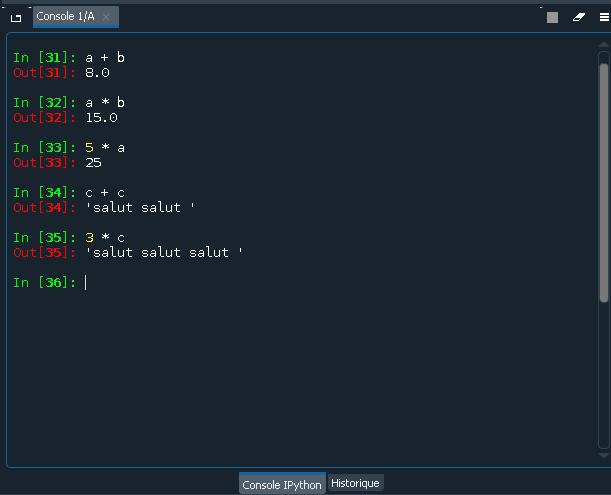 Console 1/A
In [31]: a + b
Out[31]: 8.0
In [32]: a * b
Out[32]: 15.0
In [33]: 5 * a
Out[33]: 25
In [34]: c + c
Out[34]: 'salut salut '
In [35]: 3 * c
Out[35]: 'salut salut salut '
In [36]:
Console IPython Historique